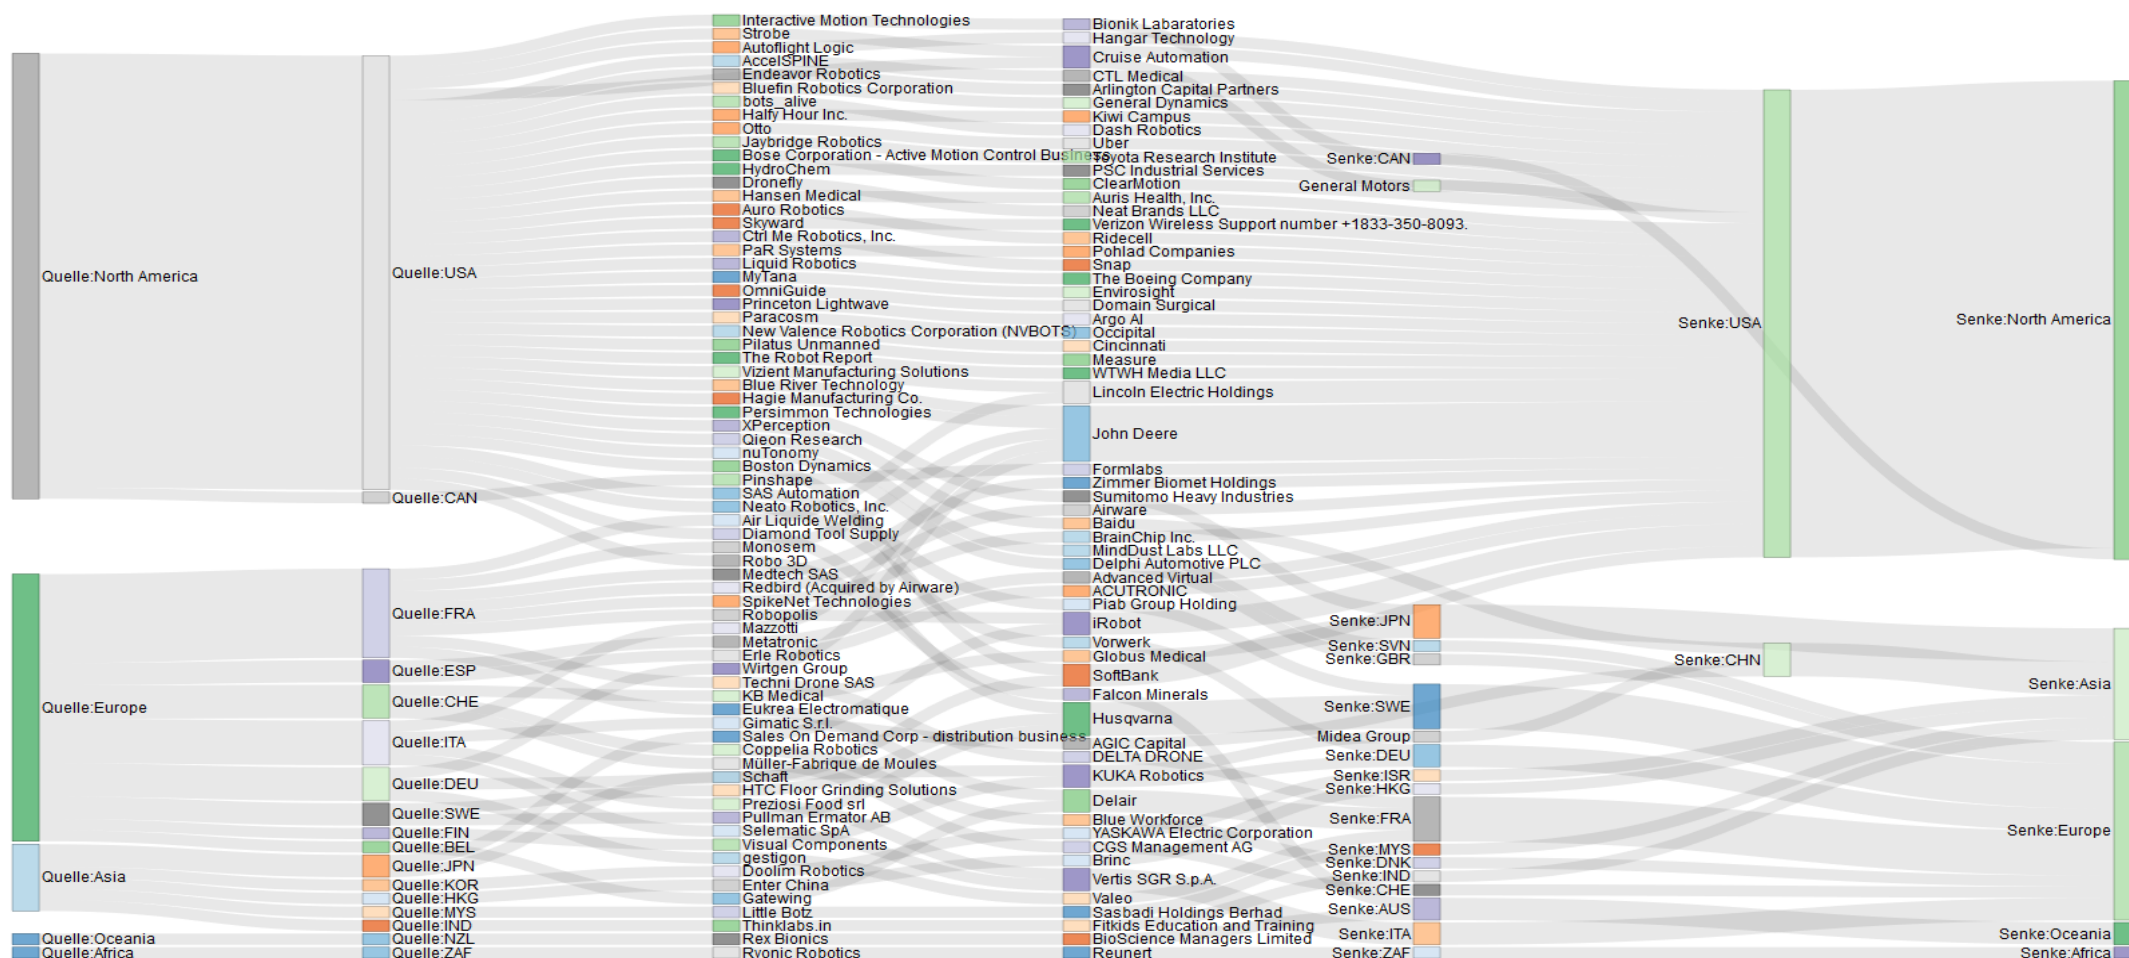 Quelle:North America
Quelle:Europe
Quelle:Asia
Quelle:Oceania
Quelle:Africa
Quelle:USA
Quelle:CAN
Quelle:FRA
Quelle:ESP
Quelle:CHE
Quelle:ITA
Quelle:DEU
Quelle:SWE
Quelle:FIN
Quelle:BEL
Quelle:JPN
Quelle:KOR
Quelle:HKG
Quelle:MYS
Quelle:IND
Quelle:NZL
Quelle:ZAF
Interactive Motion Technologies
Strobe
Autoflight Logic
AccelSPINE
Endeavor Robotics
Bluefin Robotics Corporation
bots_alive
Halfy Hour Inc.
Otto
Jaybridge Robotics
Bose Corporation - Active Motion Control Business
HydroChem
Dronefly
Hansen Medical
Auro Robotics
Skyward
Ctrl Me Robotics, Inc.
PaR Systems
Liquid Robotics
MyTana
OmniGuide
Princeton Lightwave
Paracosm
New Valence Robotics Corporation (NVBOTS)
Pilatus Unmanned
The Robot Report
Vizient Manufacturing Solutions
Blue River Technology
Hagie Manufacturing Co.
Persimmon Technologies
XPerception
Qieon Research
nuTonomy
Boston Dynamics
Pinshape
SAS Automation
Neato Robotics, Inc.
Air Liquide Welding
Diamond Tool Supply
Monosem
Robo 3D
Medtech SAS
Redbird (Acquired by Airware)
SpikeNet Technologies
Robopolis
Mazzotti
Metatronic
Erle Robotics
Wirtgen Group
Techni Drone SAS
KB Medical
Eukrea Electromatique
Gimatic S.r.l.
Sales On Demand Corp - distribution business
Coppelia Robotics
Müller-Fabrique de Moules
Schaft
HTC Floor Grinding Solutions
Preziosi Food srl
Pullman Ermator AB
Selematic SpA
Visual Components
gestigon
Doolim Robotics
Enter China
Gatewing
Little Botz
Thinklabs.in
Rex Bionics
Ryonic Robotics
Bionik Labaratories
Hangar Technology
Cruise Automation
CTL Medical
Arlington Capital Partners
General Dynamics
Kiwi Campus
Dash Robotics
Uber
Toyota Research Institute
PSC Industrial Services
ClearMotion
Auris Health, Inc.
Neat Brands LLC
Verizon Wireless Support number +1833-350-8093.
Ridecell
Pohlad Companies
Snap
The Boeing Company
Envirosight
Domain Surgical
Argo AI
Occipital
Cincinnati
Measure
WTWH Media LLC
Lincoln Electric Holdings
John Deere
Formlabs
Zimmer Biomet Holdings
Sumitomo Heavy Industries
Airware
Baidu
BrainChip Inc.
MindDust Labs LLC
Delphi Automotive PLC
Advanced Virtual
ACUTRONIC
Piab Group Holding
iRobot
Vorwerk
Globus Medical
SoftBank
Falcon Minerals
Husqvarna
AGIC Capital
DELTA DRONE
KUKA Robotics
Delair
Blue Workforce
YASKAWA Electric Corporation
CGS Management AG
Brinc
Vertis SGR S.p.A.
Valeo
Sasbadi Holdings Berhad
Fitkids Education and Training
BioScience Managers Limited
Reunert
Senke:CAN
General Motors
Senke:JPN
Senke:SVN
Senke:GBR
Senke:SWE
Midea Group
Senke:DEU
Senke:ISR
Senke:HKG
Senke:FRA
Senke:MYS
Senke:DNK
Senke:IND
Senke:CHE
Senke:AUS
Senke:ITA
Senke:ZAF
Senke:USA
Senke:CHN
Senke:North America
Senke:Asia
Senke:Europe
Senke:Oceania
Senke:Africa